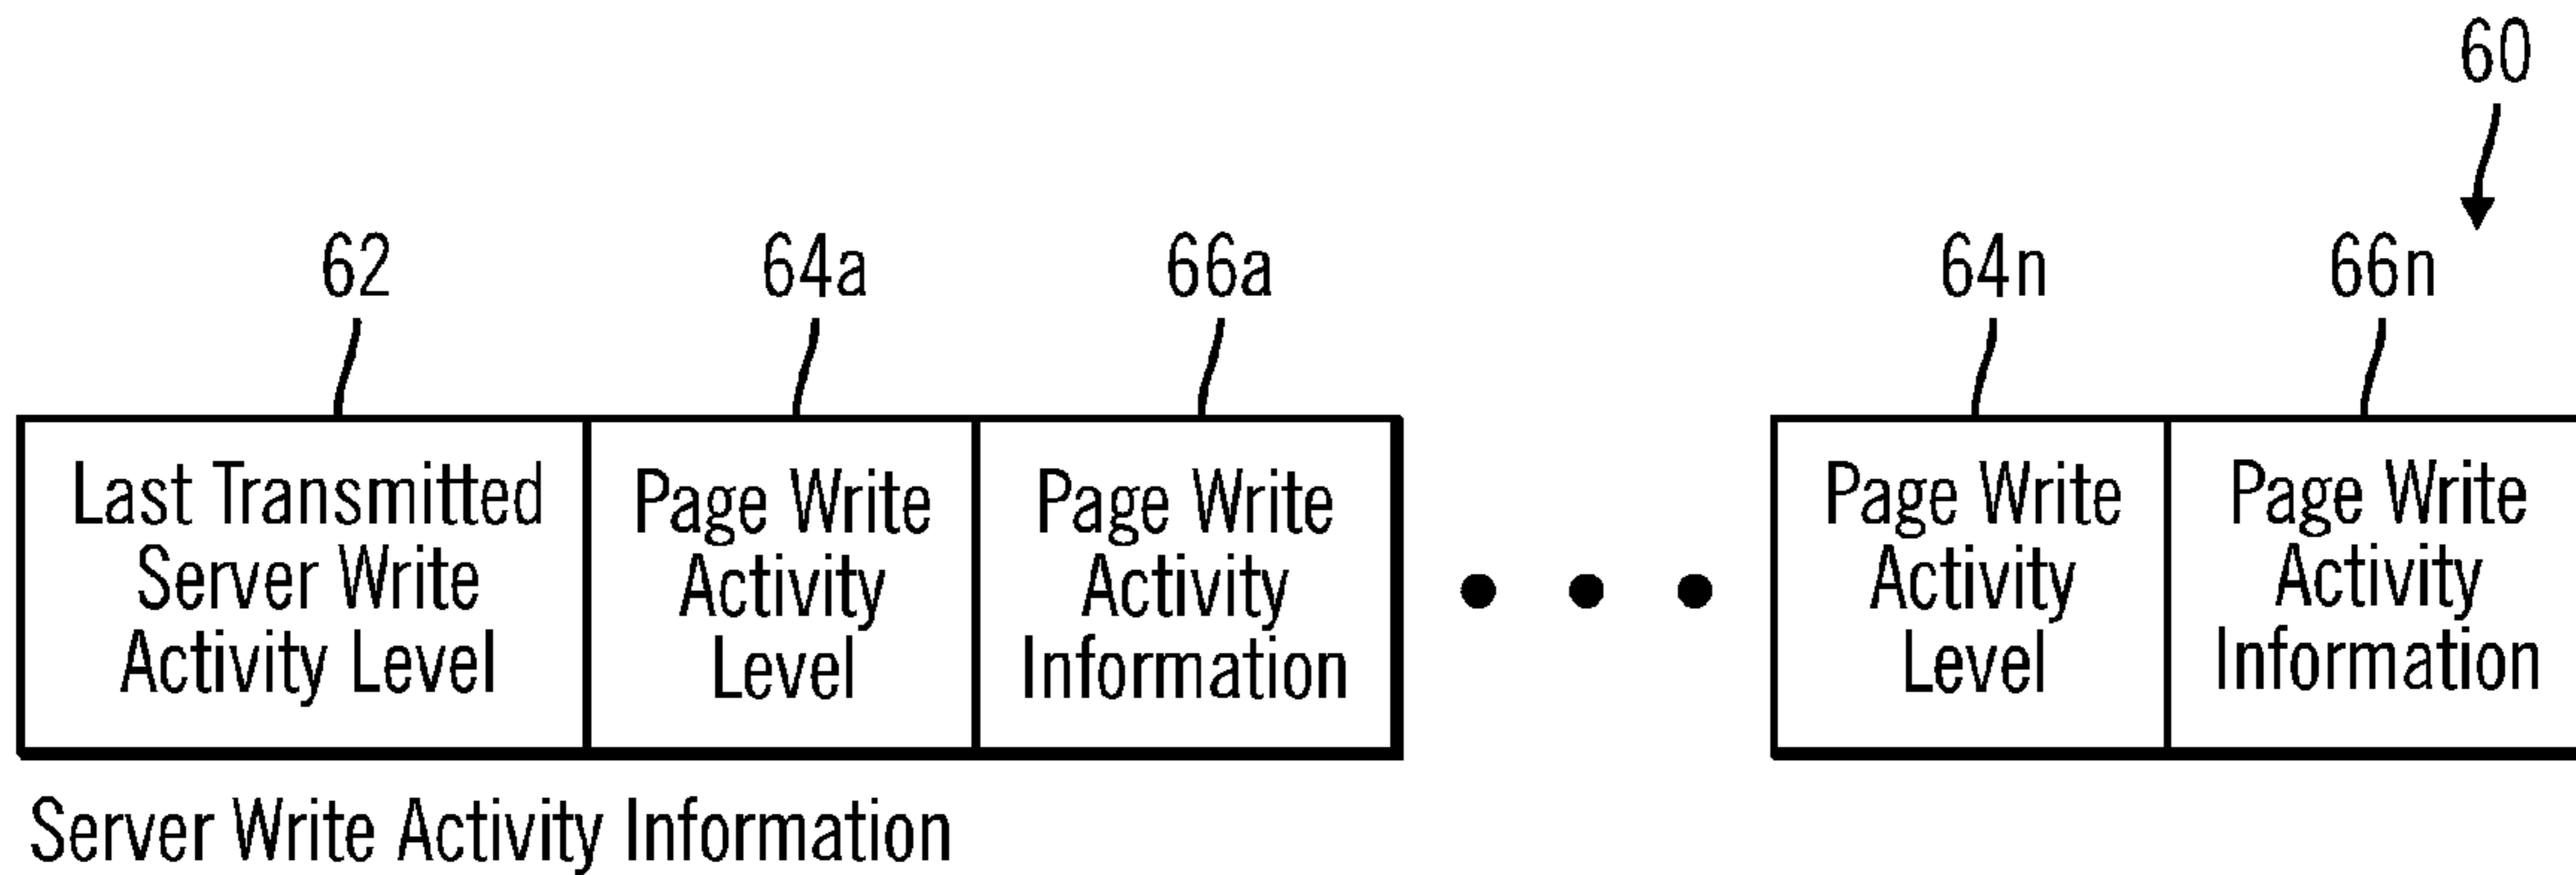 60
62
64a
66a
64n
66n
Last Transmitted
Server Write
Activity Level
Page Write
Activity
Level
Page Write
Activity
Information
Page Write
Activity
Level
Page Write
Activity
Information
Server Write Activity Information